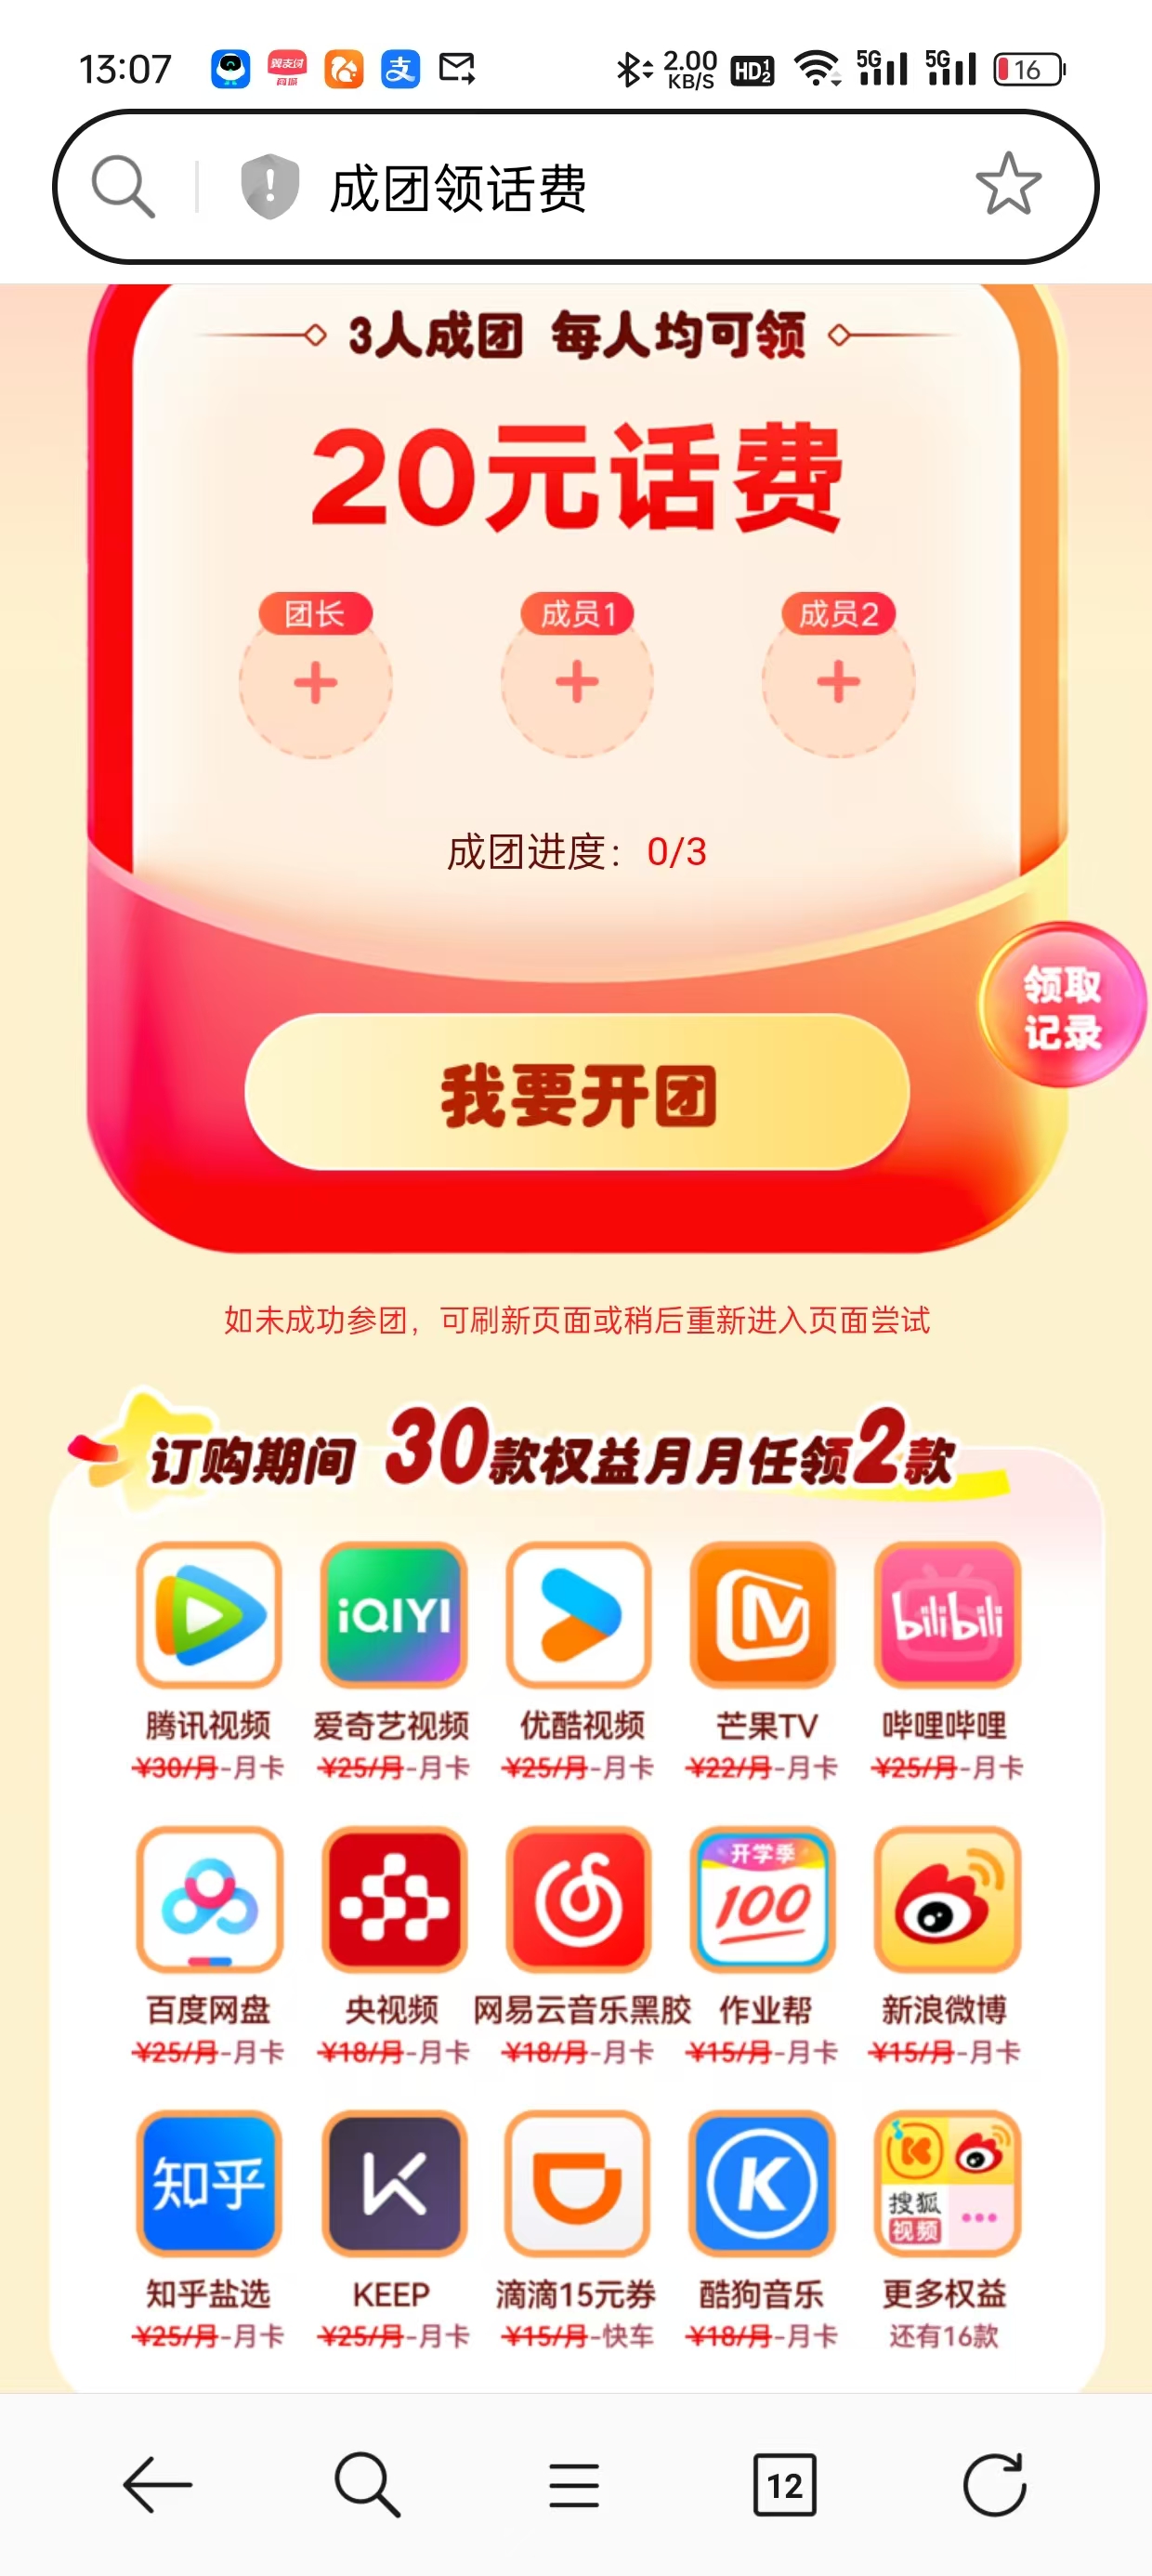 13:07
翼支付
商城
支
2.00
KB/S
HD 1 2
5G
5G
16
成团领话费
3人成团 每人均可领
20元话费
团长 成员1 成员2
成团进度：0/3
领取
记录
我要开团
如未成功参团，可刷新页面或稍后重新进入页面尝试
订购期间 30款权益月月任领2款
iQIYI
bilibili
腾讯视频 爱奇艺视频 优酷视频 芒果TV 哔哩哔哩
¥30/月-月卡 ¥25/月-月卡 ¥25/月-月卡 ¥22/月-月卡 ¥25/月-月卡
开学季
100
百度网盘 央视频 网易云音乐黑胶 作业帮 新浪微博
¥25/月-月卡 ¥18/月-月卡 ¥18/月-月卡 ¥15/月-月卡 ¥15/月-月卡
知乎
K
搜狐
视频
知乎盐选 KEEP 滴滴15元券 酷狗音乐 更多权益
¥25/月-月卡 ¥25/月-月卡 ¥15/月-快车 ¥18/月-月卡 还有16款
12